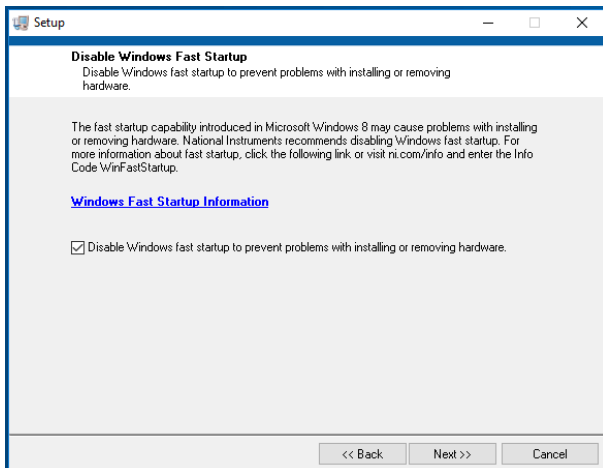 Setup
Disable Windows Fast Startup
Disable Windows fast startup to prevent problems with installing or removing
hardware.
The fast startup capability introduced in Microsoft Windows 8 may cause problems with installing
or removing hardware. National Instruments recommends disabling Windows fast startup. For
more information about fast startup, click the following link or visit ni.com/info and enter the Info
Code WinFastStartup.
Windows Fast Startup Information
Disable Windows fast startup to prevent problems with installing or removing hardware.
<< Back Next >> Cancel